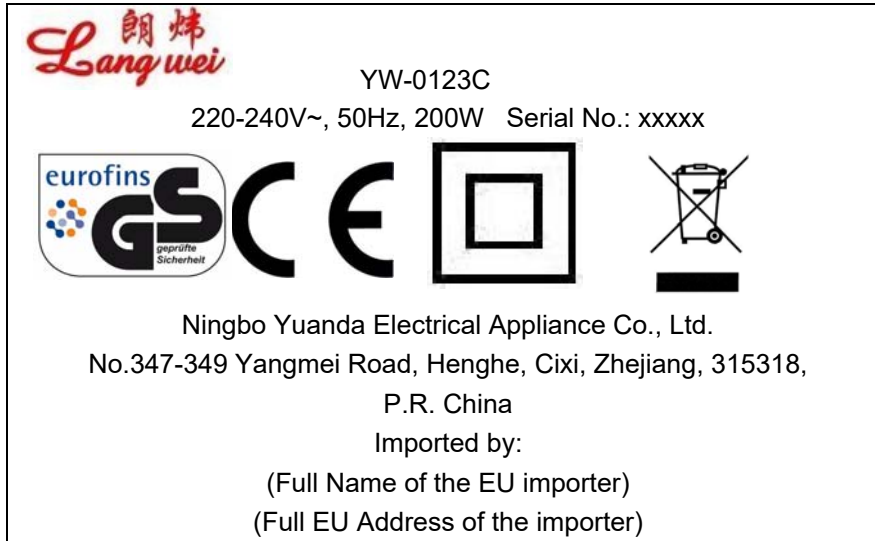 朗炜
Lang wei
YW-0123C
220-240V~, 50Hz, 200W Serial No.: xxxxx
eurofins
GS
geprüfte
Sicherheit
CE
Ningbo Yuanda Electrical Appliance Co., Ltd.
No.347-349 Yangmei Road, Henghe, Cixi, Zhejiang, 315318,
P.R. China
Imported by:
(Full Name of the EU importer)
(Full EU Address of the importer)